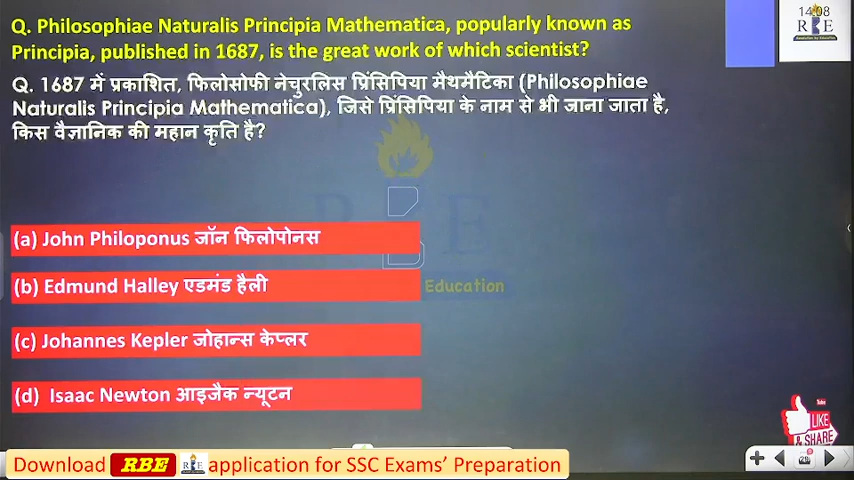 Q. Philosophiae Naturalis Principia Mathematica, popularly known as
Principia, published in 1687, is the great work of which scientist?
Q. 1687 में प्रकाशित, फिलोसोफी नेचुरलिस प्रिंसिपिया मैथमैटिका (Philosophiae
Naturalis Principia Mathematica), जिसे प्रिंसिपिया के नाम से भी जाना जाता है,
किस वैज्ञानिक की महान कृति है?
14:08
RBE
R B E
(a) John Philoponus जॉन फिलोपोनस
(b) Edmund Halley एडमंड हैली
Education
(c) Johannes Kepler जोहान्स केप्लर
(d) Isaac Newton आइजैक न्यूटन
LIKE
& SHARE
Download RBE RBE application for SSC Exams' Preparation